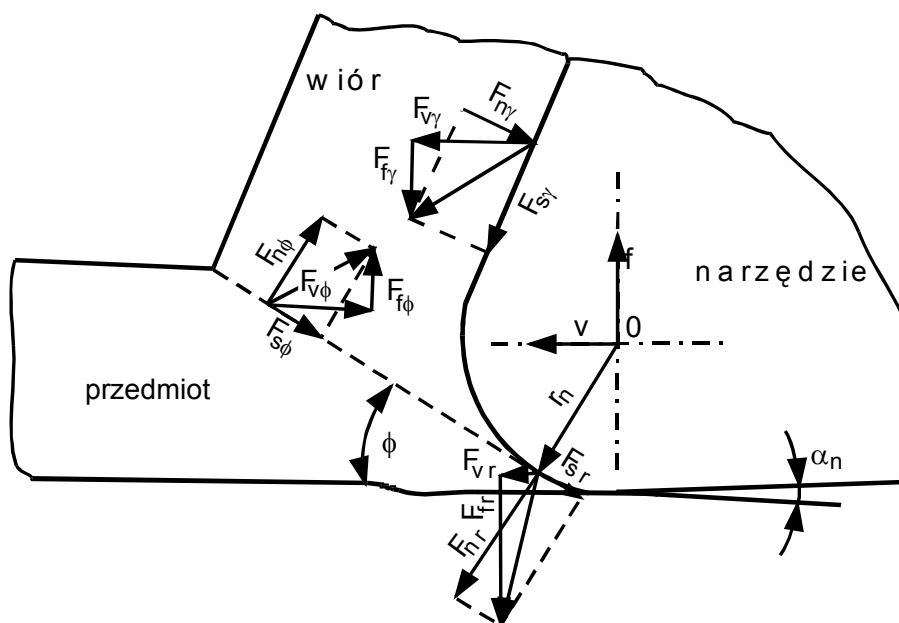 wiór
Fnγ
Fvγ
Ffγ
Fsγ
Fnϕ
Fvϕ
Ffϕ
Fsϕ
f
narzędzie
v
0
przedmiot
rn
ϕ
Fvr
Fsr
αn
Ffr
Fnr